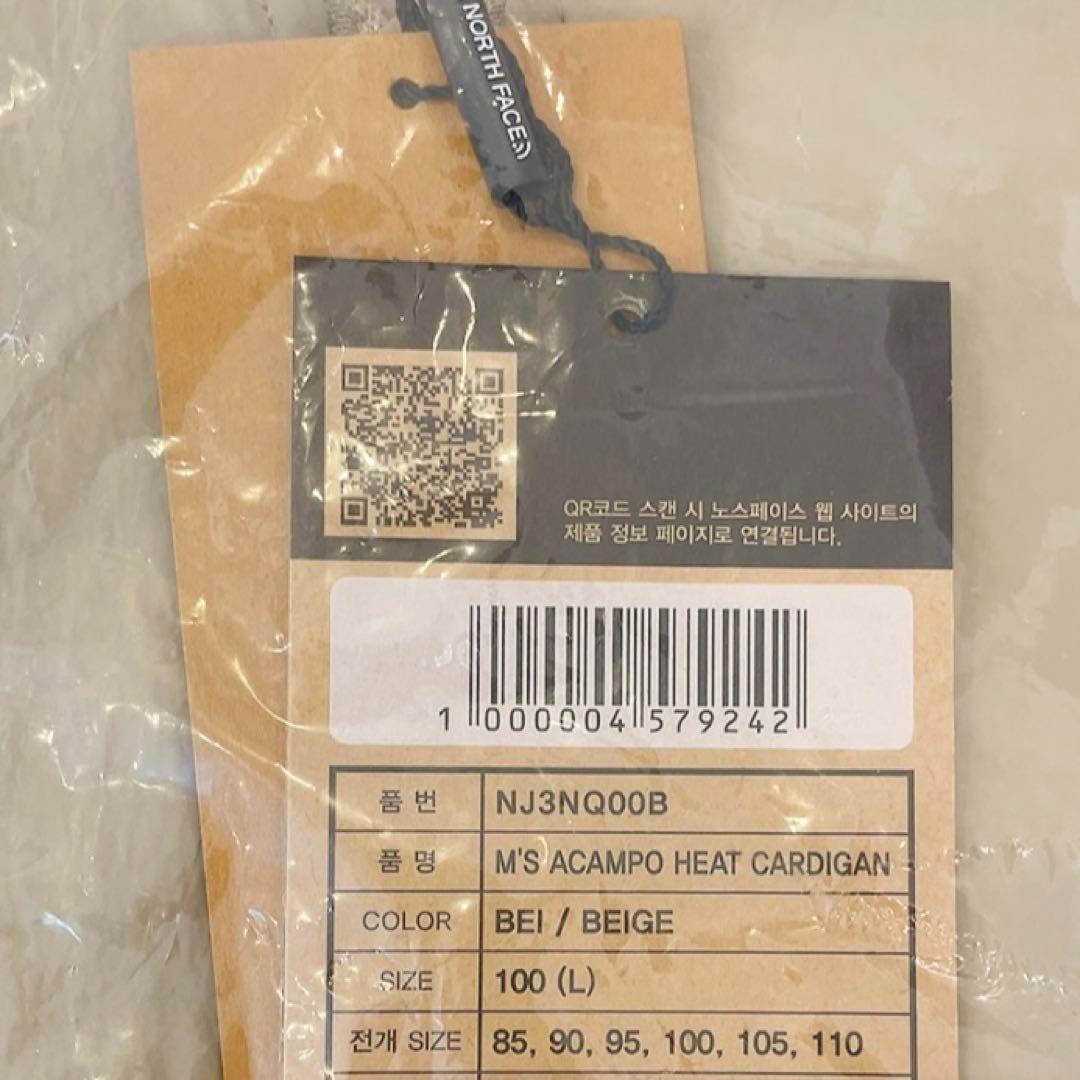 NORTH FACE
QR코드 스캔 시 노스페이스 웹 사이트의
제품 정보 페이지로 연결됩니다.
1 000004 579242
품 번 NJ3NQ00B
품 명 M'S ACAMPO HEAT CARDIGAN
COLOR BEI / BEIGE
SIZE 100 (L)
전개 SIZE 85, 90, 95, 100, 105, 110